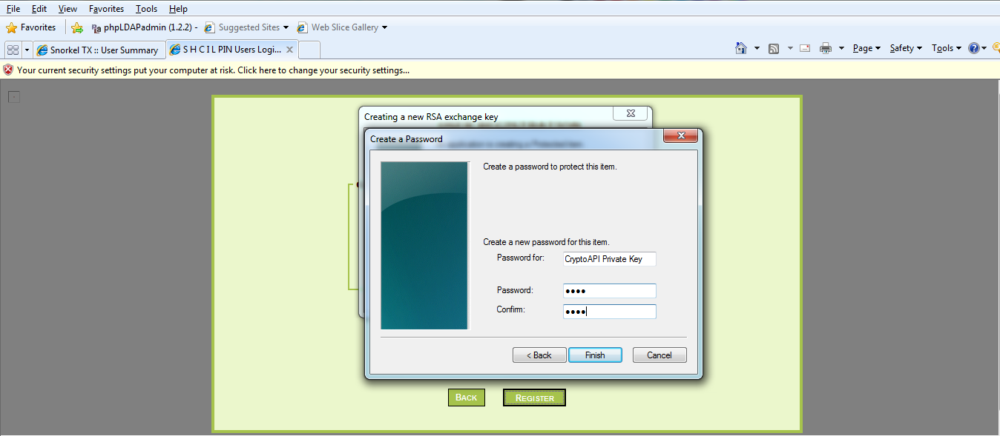 File Edit View Favorites Tools Help
Favorites phpLDAPadmin (1.2.2) - Suggested Sites Web Slice Gallery
Snorkel TX :: User Summary S H C I L PIN Users Logi... Page Safety Tools
Your current security settings put your computer at risk. Click here to change your security settings...
Creating a new RSA exchange key
Create a Password
Create a password to protect this item.
Create a new password for this item.
Password for: CryptoAPI Private Key
Password:
Confirm:
< Back Finish Cancel
BACK REGISTER